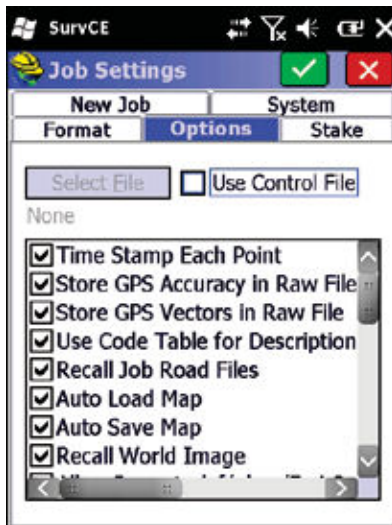 SurvCE
Job Settings
New Job System
Format Options Stake
Select File Use Control File
None
Time Stamp Each Point
Store GPS Accuracy in Raw File
Store GPS Vectors in Raw File
Use Code Table for Description
Recall Job Road Files
Auto Load Map
Auto Save Map
Recall World Image